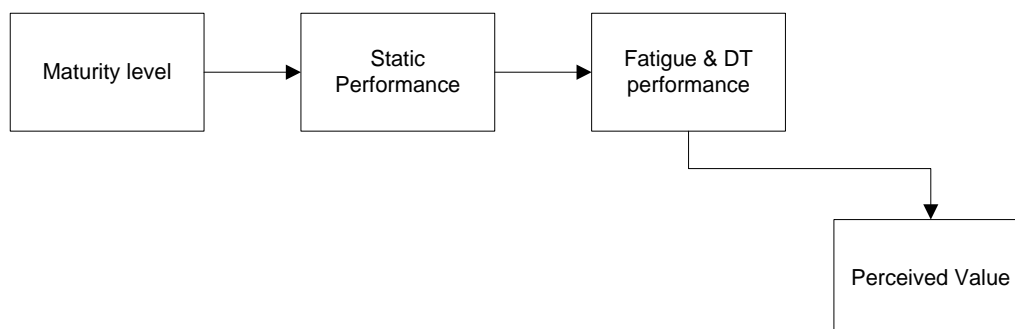 Maturity level
Static
Performance
Fatigue & DT
performance
Perceived Value